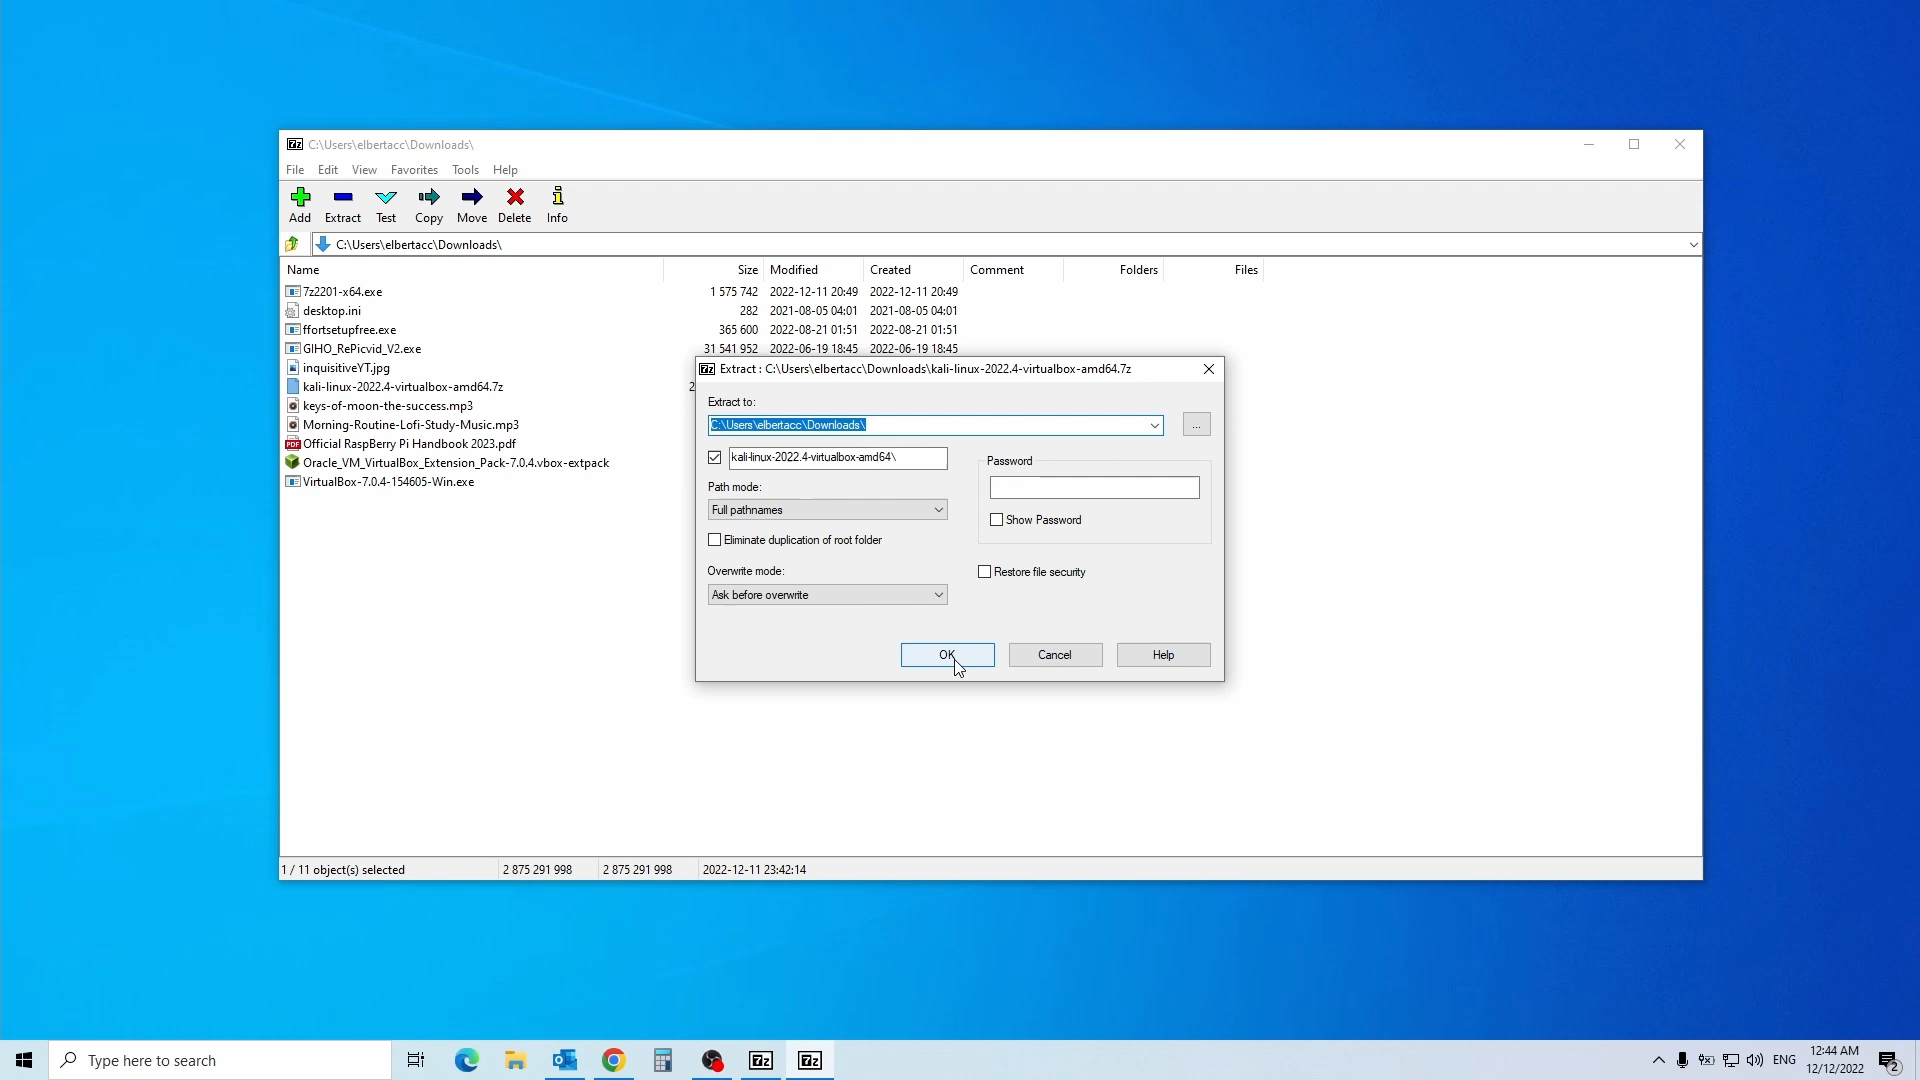 C:\Users\elbertacc\Downloads\
File Edit View Favorites Tools Help
Add Extract Test Copy Move Delete Info
C:\Users\elbertacc\Downloads\
Name Size Modified Created Comment Folders Files
7z2201-x64.exe 1 575 742 2022-12-11 20:49 2022-12-11 20:49
desktop.ini 282 2021-08-05 04:01 2021-08-05 04:01
ffortsetupfree.exe 365 600 2022-08-21 01:51 2022-08-21 01:51
GIHO_RePicvid_V2.exe 31 541 952 2022-06-19 18:45 2022-06-19 18:45
inquisitiveYT.jpg
kali-linux-2022.4-virtualbox-amd64.7z 2
keys-of-moon-the-success.mp3
Morning-Routine-Lofi-Study-Music.mp3
Official RaspBerry Pi Handbook 2023.pdf
Oracle_VM_VirtualBox_Extension_Pack-7.0.4.vbox-extpack
VirtualBox-7.0.4-154605-Win.exe
Extract : C:\Users\elbertacc\Downloads\kali-linux-2022.4-virtualbox-amd64.7z
Extract to:
C:\Users\elbertacc\Downloads\
...
kali-linux-2022.4-virtualbox-amd64\
Path mode:
Full pathnames
Eliminate duplication of root folder
Overwrite mode:
Ask before overwrite
Password
Show Password
Restore file security
OK Cancel Help
1 / 11 object(s) selected 2 875 291 998 2 875 291 998 2022-12-11 23:42:14
Type here to search
ENG
12:44 AM
12/12/2022
2